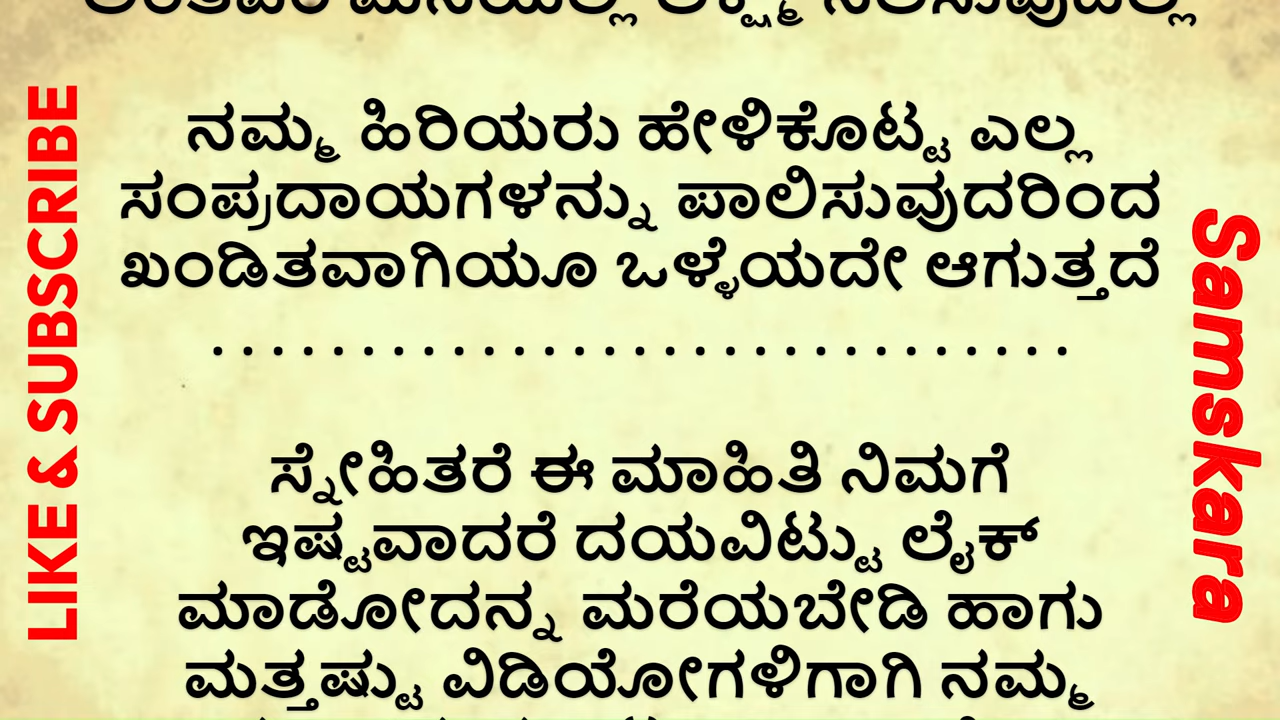 ನಮ್ಮ ಹಿರಿಯರು ಹೇಳಿಕೊಟ್ಟ ಎಲ್ಲ
ಸಂಪ್ರದಾಯಗಳನ್ನು ಪಾಲಿಸುವುದರಿಂದ
ಖಂಡಿತವಾಗಿಯೂ ಒಳ್ಳೆಯದೇ ಆಗುತ್ತದೆ
. . . . . . . . . . . . . . . . . . . . . . . . . . . . .
ಸ್ನೇಹಿತರೆ ಈ ಮಾಹಿತಿ ನಿಮಗೆ
ಇಷ್ಟವಾದರೆ ದಯವಿಟ್ಟು ಲೈಕ್
ಮಾಡೋದನ್ನ ಮರೆಯಬೇಡಿ ಹಾಗು
ಮತ್ತಷ್ಟು ವಿಡಿಯೋಗಳಿಗಾಗಿ ನಮ್ಮ
LIKE & SUBSCRIBE
Samskara